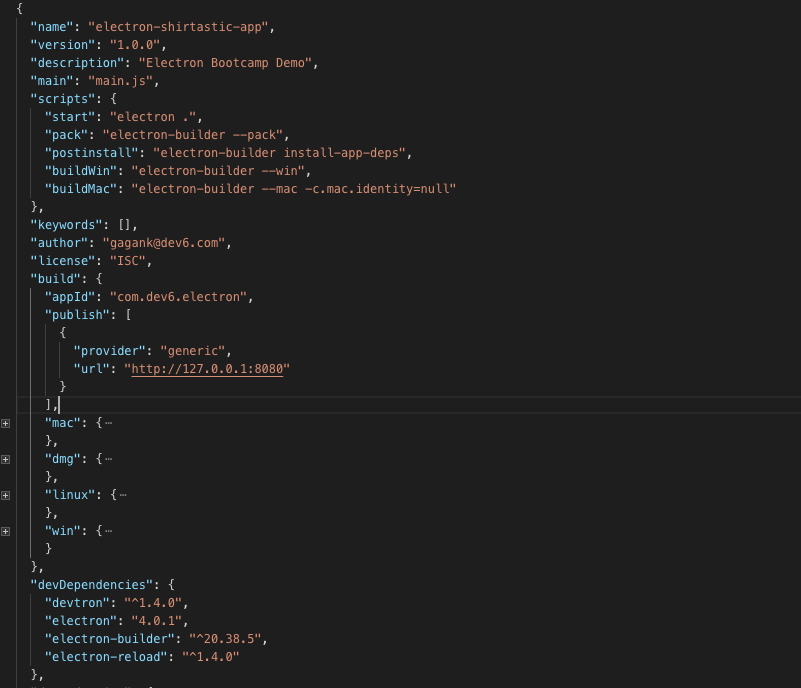 {
"name": "electron-shirtastic-app",
"version": "1.0.0",
"description": "Electron Bootcamp Demo",
"main": "main.js",
"scripts": {
"start": "electron .",
"pack": "electron-builder --pack",
"postinstall": "electron-builder install-app-deps",
"buildWin": "electron-builder --win",
"buildMac": "electron-builder --mac -c.mac.identity=null"
},
"keywords": [],
"author": "gagank@dev6.com",
"license": "ISC",
"build": {
"appId": "com.dev6.electron",
"publish": [
{
"provider": "generic",
"url": "http://127.0.0.1:8080"
}
],
"mac": {⋯
},
"dmg": {⋯
},
"linux": {⋯
},
"win": {⋯
}
},
"devDependencies": {
"devtron": "^1.4.0",
"electron": "4.0.1",
"electron-builder": "^20.38.5",
"electron-reload": "^1.4.0"
},